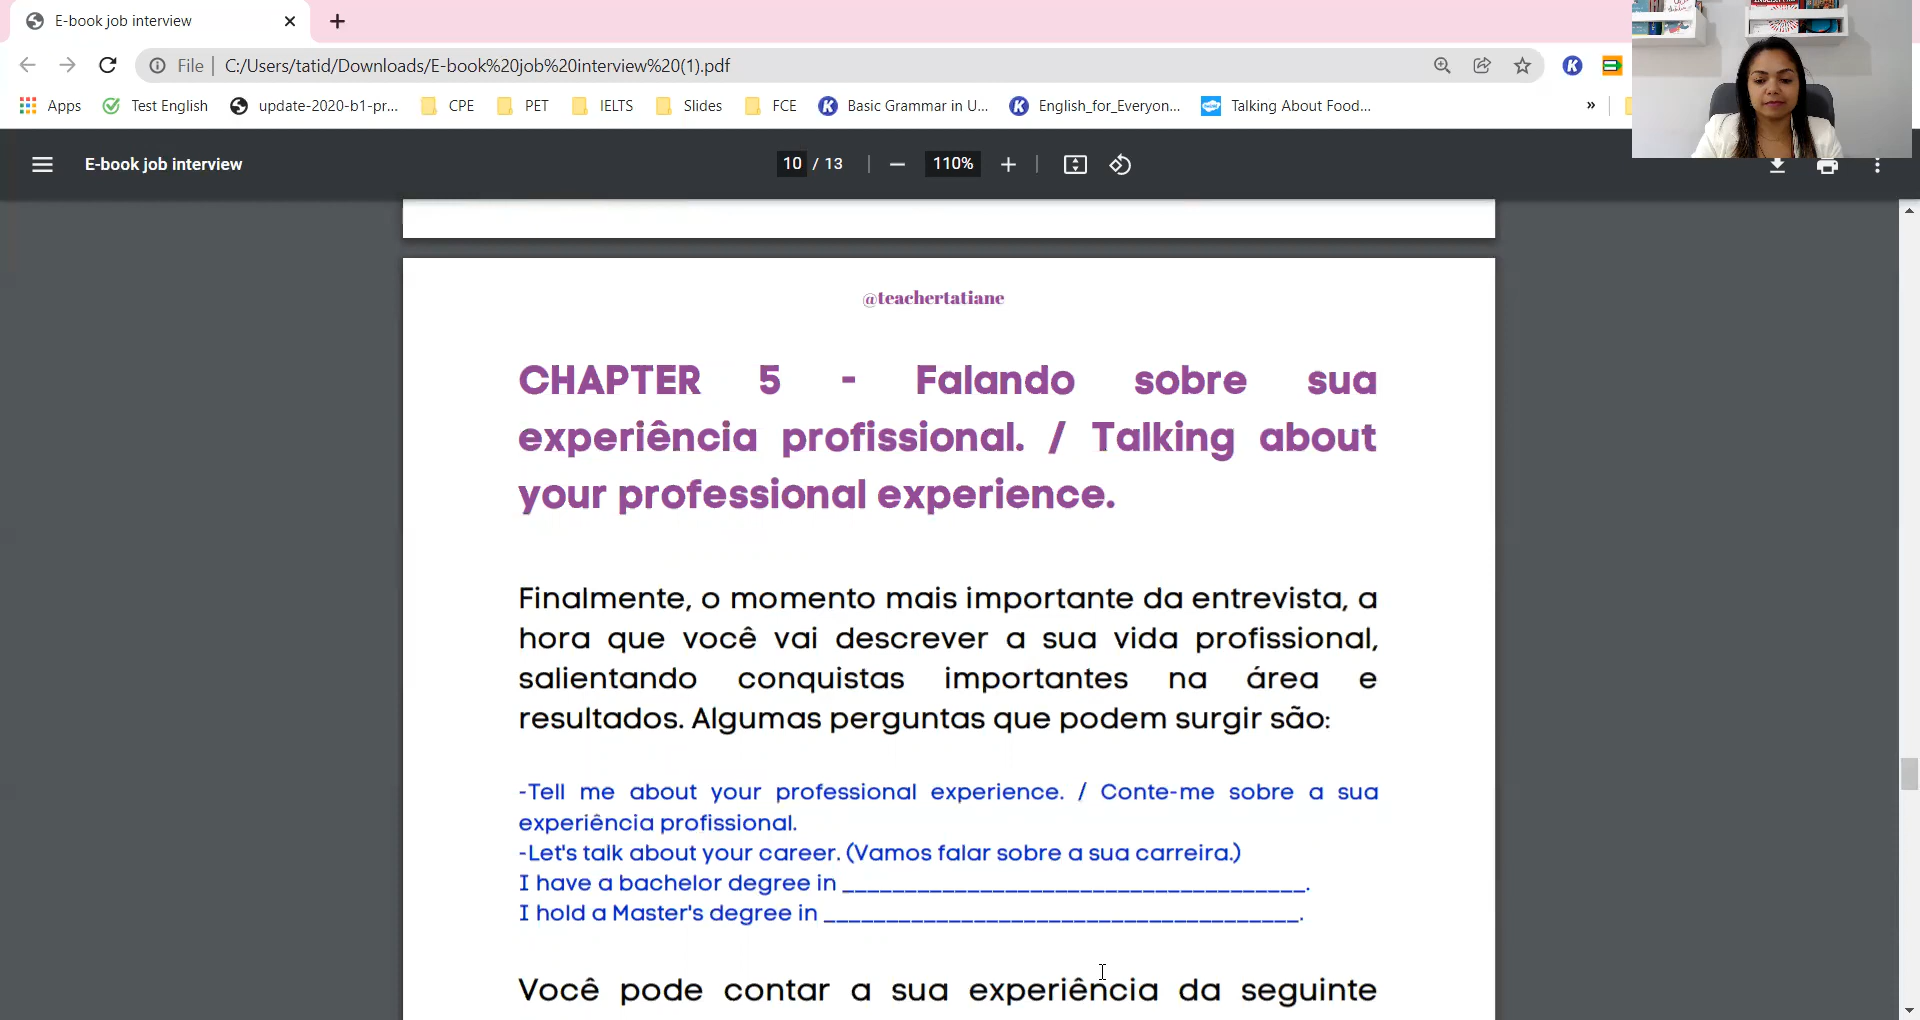 E-book job interview
File
C:/Users/tatid/Downloads/E-book%20job%20interview%20(1).pdf
K
Apps
Test English
update-2020-b1-pr...
CPE
PET
IELTS
Slides
FCE
K
Basic Grammar in U...
K
English_for_Everyon...
Talking About Food...
»
E-book job interview
10 / 13
110%
@teachertatiane
CHAPTER 5 - Falando sobre sua
experiência profissional. / Talking about
your professional experience.
Finalmente, o momento mais importante da entrevista, a
hora que você vai descrever a sua vida profissional,
salientando conquistas importantes na área e
resultados. Algumas perguntas que podem surgir são:
-Tell me about your professional experience. / Conte-me sobre a sua
experiência profissional.
-Let's talk about your career. (Vamos falar sobre a sua carreira.)
I have a bachelor degree in _____________________________________.
I hold a Master's degree in ______________________________________.
Você pode contar a sua experiência da seguinte